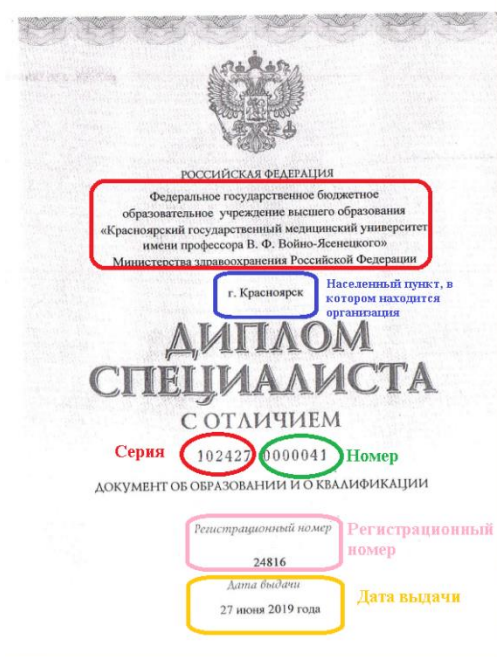 РОССИЙСКАЯ ФЕДЕРАЦИЯ
Федеральное государственное бюджетное
образовательное учреждение высшего образования
«Красноярский государственный медицинский университет
имени профессора В. Ф. Войно-Ясенецкого»
Министерства здравоохранения Российской Федерации
г. Красноярск
Населенный пункт, в
котором находится
организация
ДИПЛОМ
СПЕЦИАЛИСТА
С ОТЛИЧИЕМ
Серия 102427 0000041 Номер
ДОКУМЕНТ ОБ ОБРАЗОВАНИИ И О КВАЛИФИКАЦИИ
Регистрационный номер
24816
Регистрационный
номер
Дата выдачи
27 июня 2019 года
Дата выдачи